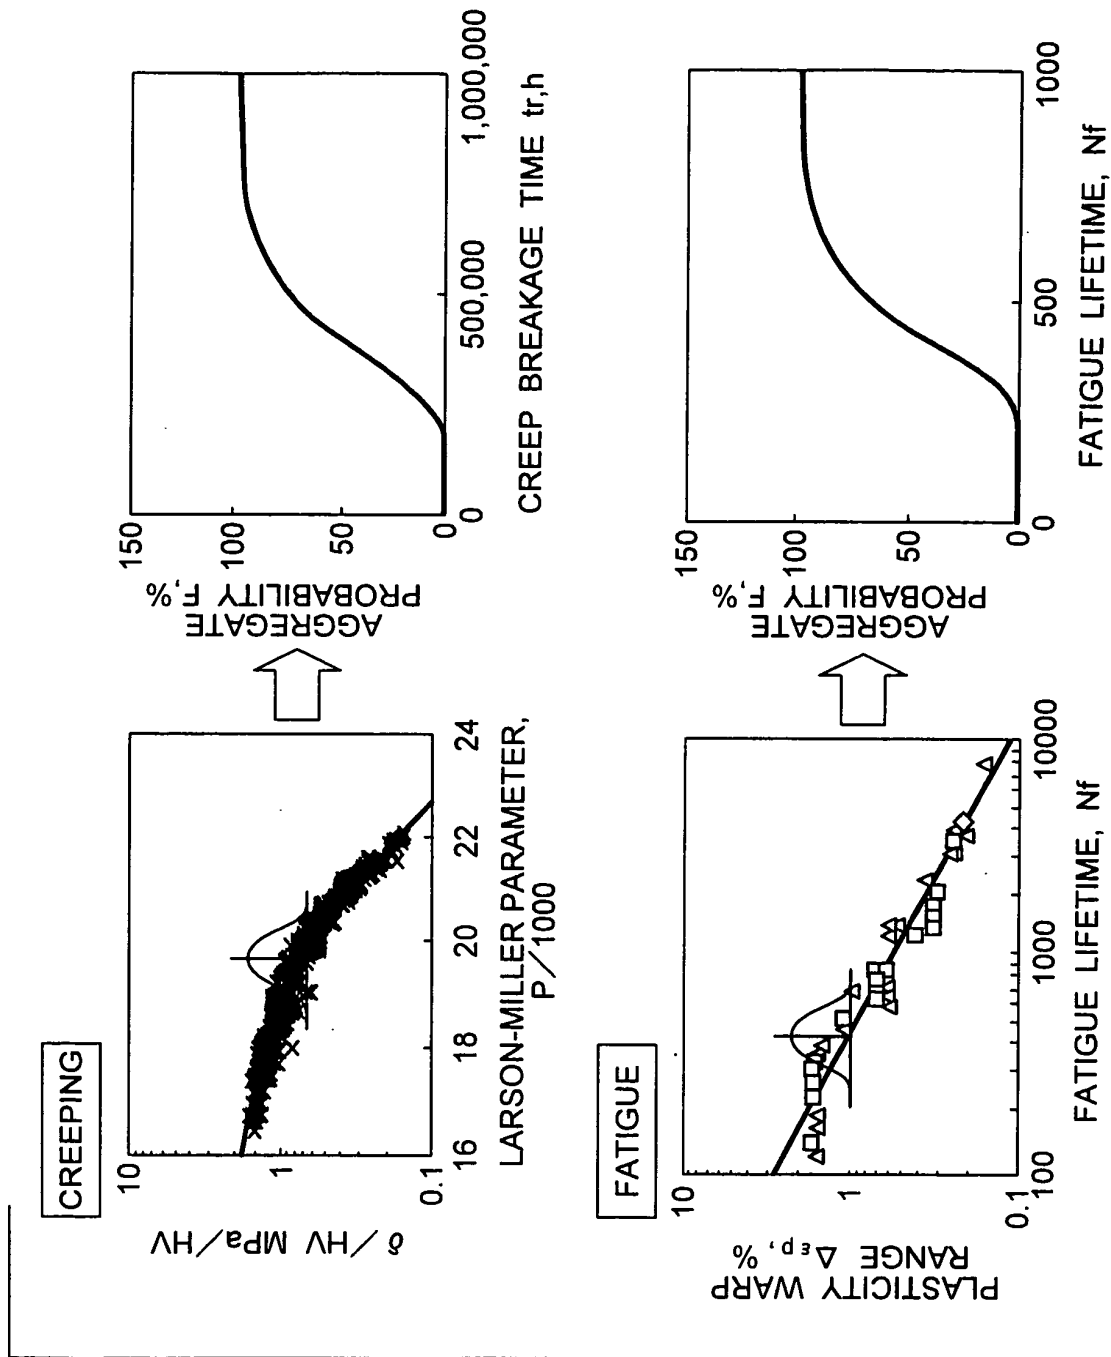 CREEPING
10
1
0.1
δ/HV MPa/HV
16
18
20
22
24
LARSON-MILLER PARAMETER,
P/1000
150
100
50
0
AGGREGATE
PROBABILITY F,%
0
500,000
1,000,000
CREEP BREAKAGE TIME tr,h
FATIGUE
10
1
0.1
PLASTICITY WARP
RANGE Δεp, %
100
1000
10000
FATIGUE LIFETIME, Nf
150
100
50
0
AGGREGATE
PROBABILITY F,%
0
500
1000
FATIGUE LIFETIME, Nf